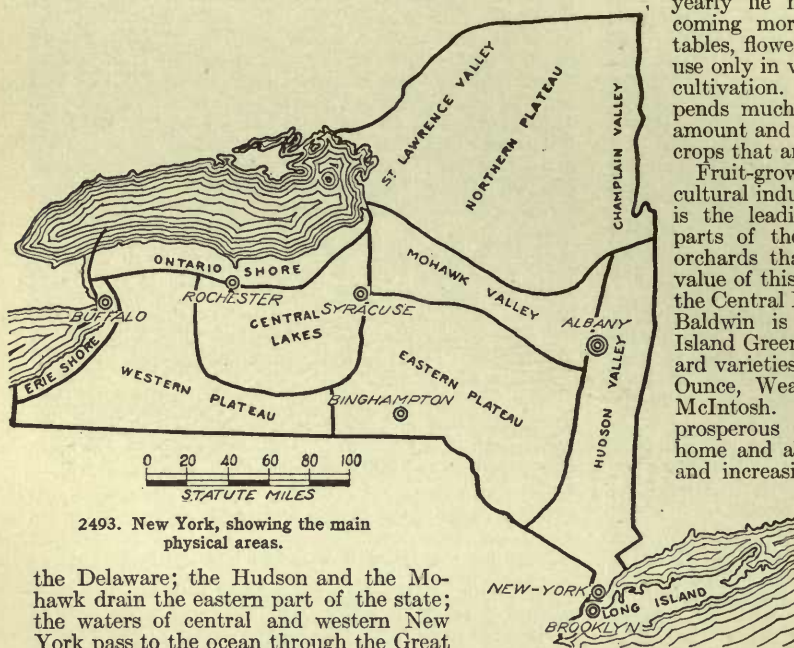 ST LAWRENCE VALLEY
NORTHERN PLATEAU
CHAMPLAIN VALLEY
ONTARIO SHORE
ROCHESTER
MOHAWK VALLEY
CENTRAL
LAKES
SYRACUSE
BUFFALO
ERIE SHORE
ALBANY
WESTERN PLATEAU
EASTERN PLATEAU
BINGHAMPTON
HUDSON VALLEY
0 20 40 60 80 100
STATUTE MILES
2493. New York, showing the main
physical areas.
NEW-YORK
LONG ISLAND
BROOKLYN
the Delaware; the Hudson and the Mo-
hawk drain the eastern part of the state;
the waters of central and western New
York pass to the ocean through the Great
yearly
coming mor
tables, flowe
use only in v
cultivation.
pends much
amount and
crops that a
Fruit-grow
cultural indu
is the leadi
parts of the
orchards tha
value of this
the Central
Baldwin is
Island Green
ard varieties
Ounce, Wea
McIntosh.
prosperous
home and a
and increasi